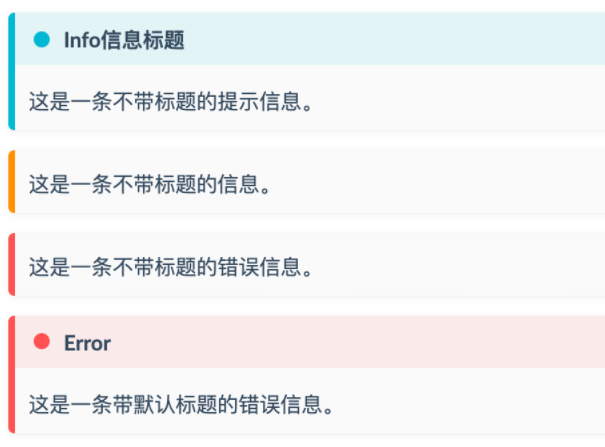 Info信息标题
这是一条不带标题的提示信息。
这是一条不带标题的信息。
这是一条不带标题的错误信息。
Error
这是一条带默认标题的错误信息。